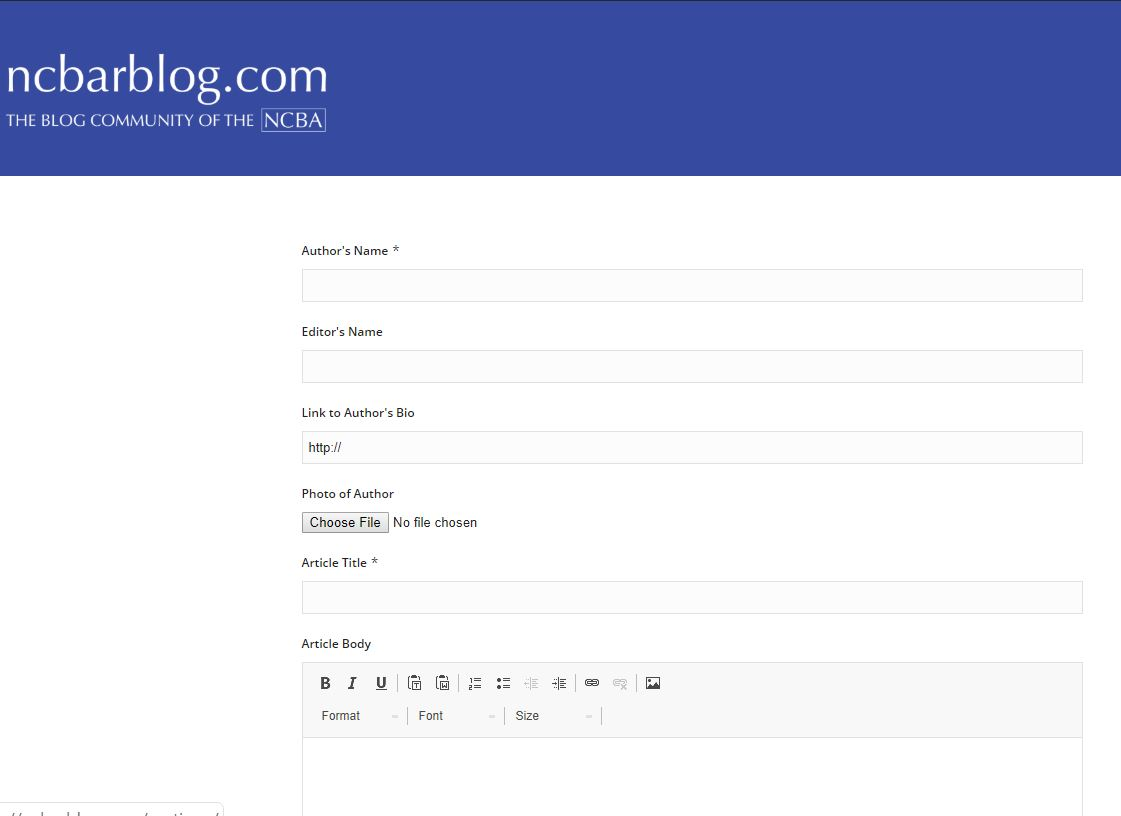 ncbarblog.com
THE BLOG COMMUNITY OF THE NCBA
Author's Name *
Editor's Name
Link to Author's Bio
http://
Photo of Author
Choose File No file chosen
Article Title *
Article Body
B I U
Format Font Size